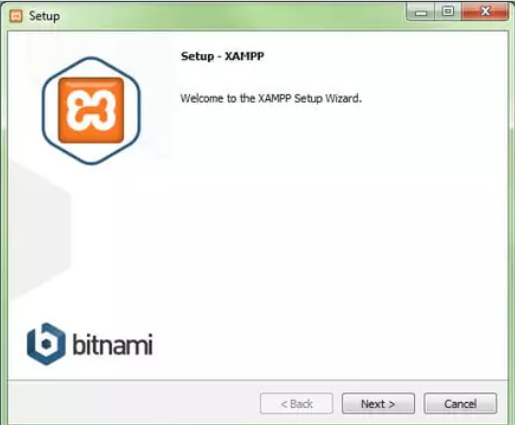 Setup
Setup - XAMPP
Welcome to the XAMPP Setup Wizard.
bitnami
< Back
Next >
Cancel